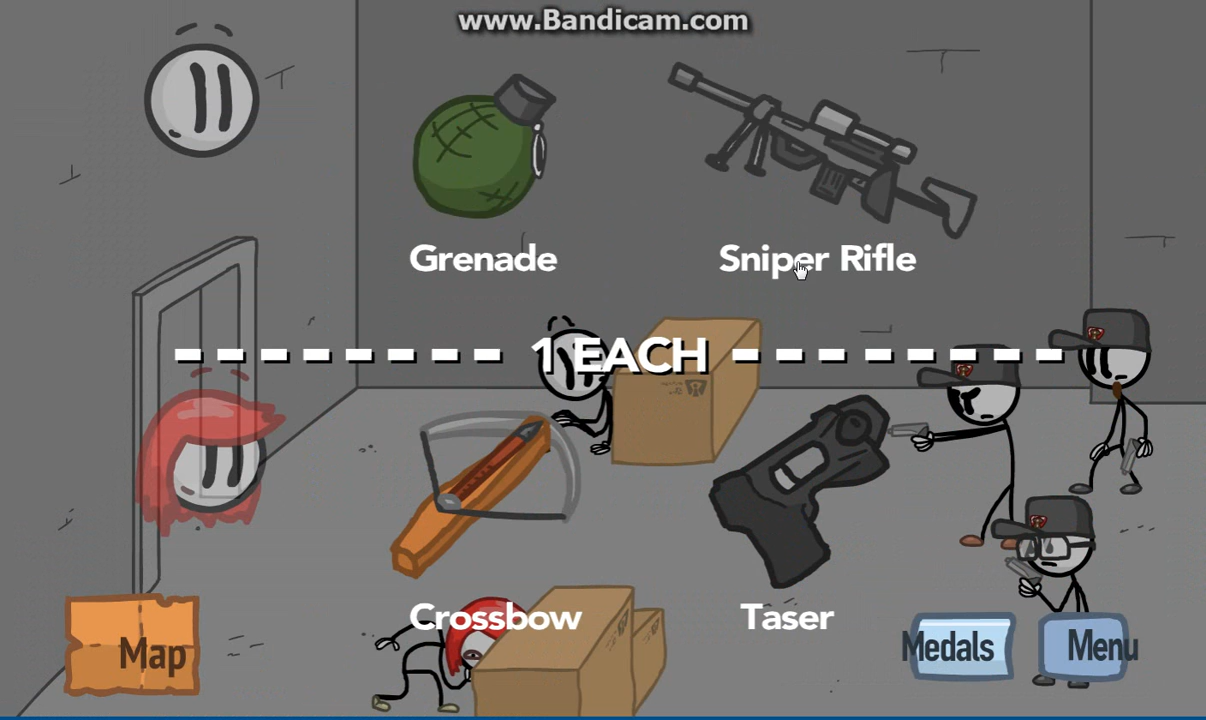 www.Bandicam.com
Grenade
Sniper Rifle
1 EACH
Crossbow
Taser
Map
Medals
Menu